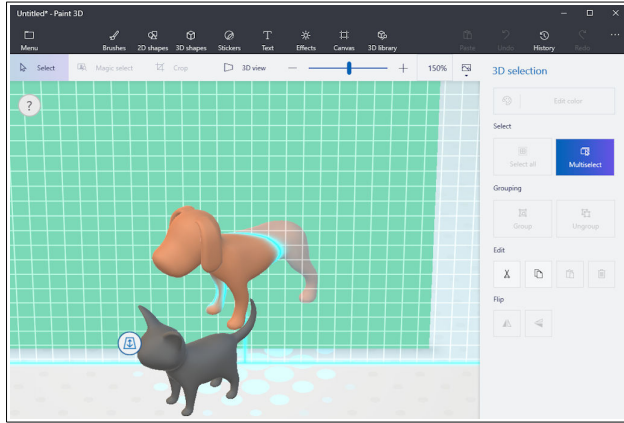 Untitled* - Paint 3D
Menu Brushes 2D shapes 3D shapes Stickers Text Effects Canvas 3D library Paste Undo History Redo
Select Magic select Crop 3D view 150%
3D selection
?
Edit color
Select
Select all Multiselect
Grouping
Group Ungroup
Edit
Flip